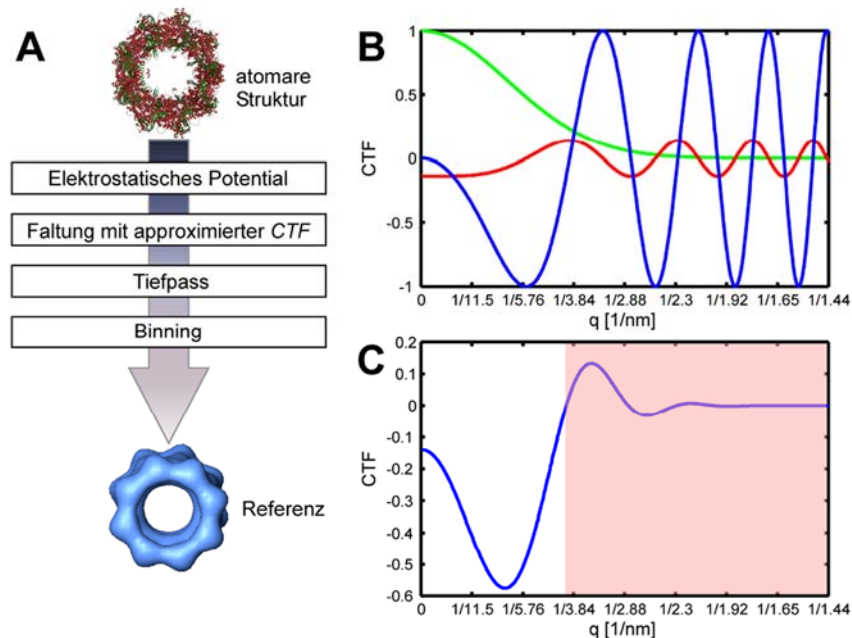 A
atomare
Struktur
Elektrostatisches Potential
Faltung mit approximierter CTF
Tiefpass
Binning
Referenz
B
1
0.5
0
-0.5
-1
CTF
0 1/11.5 1/5.76 1/3.84 1/2.88 1/2.3 1/1.92 1/1.65 1/1.44
q [1/nm]
C
0.2
0.1
0
-0.1
-0.2
-0.3
-0.4
-0.5
-0.6
CTF
0 1/11.5 1/5.76 1/3.84 1/2.88 1/2.3 1/1.92 1/1.65 1/1.44
q [1/nm]